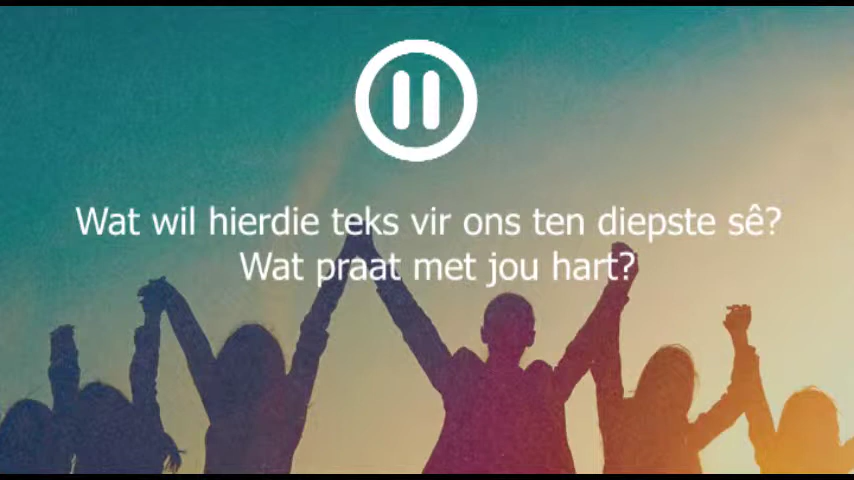 Wat wil hierdie teks vir ons ten diepste sê?
Wat praat met jou hart?